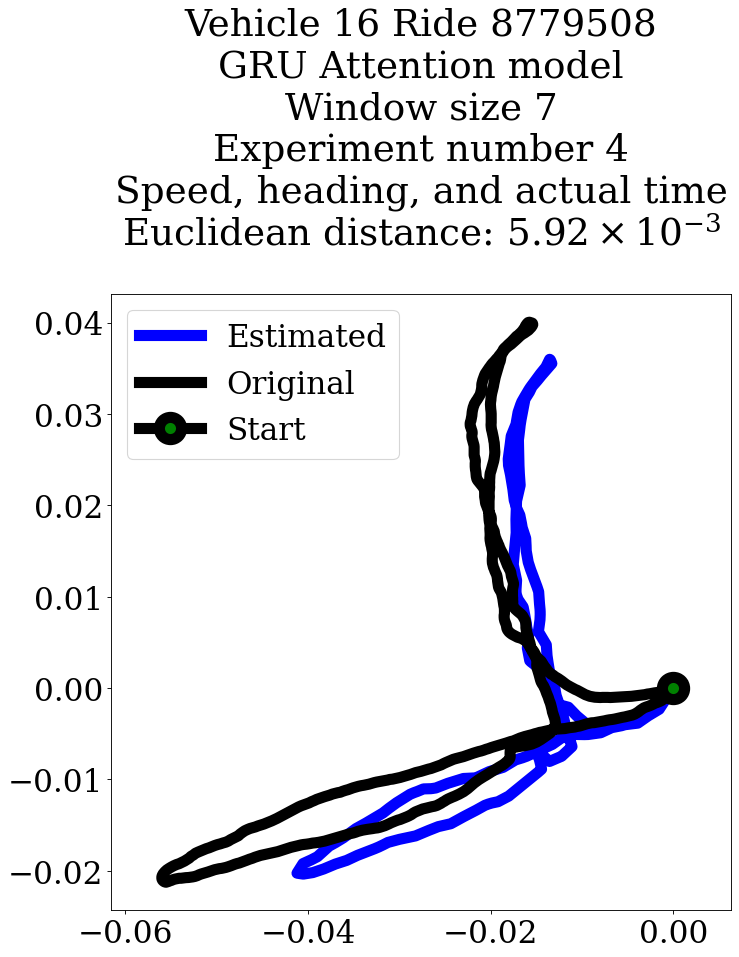 Vehicle 16 Ride 8779508
GRU Attention model
Window size 7
Experiment number 4
Speed, heading, and actual time
Euclidean distance: 5.92 × 10⁻³
Estimated
Original
Start
0.04
0.03
0.02
0.01
0.00
−0.01
−0.02
−0.06 −0.04 −0.02 0.00